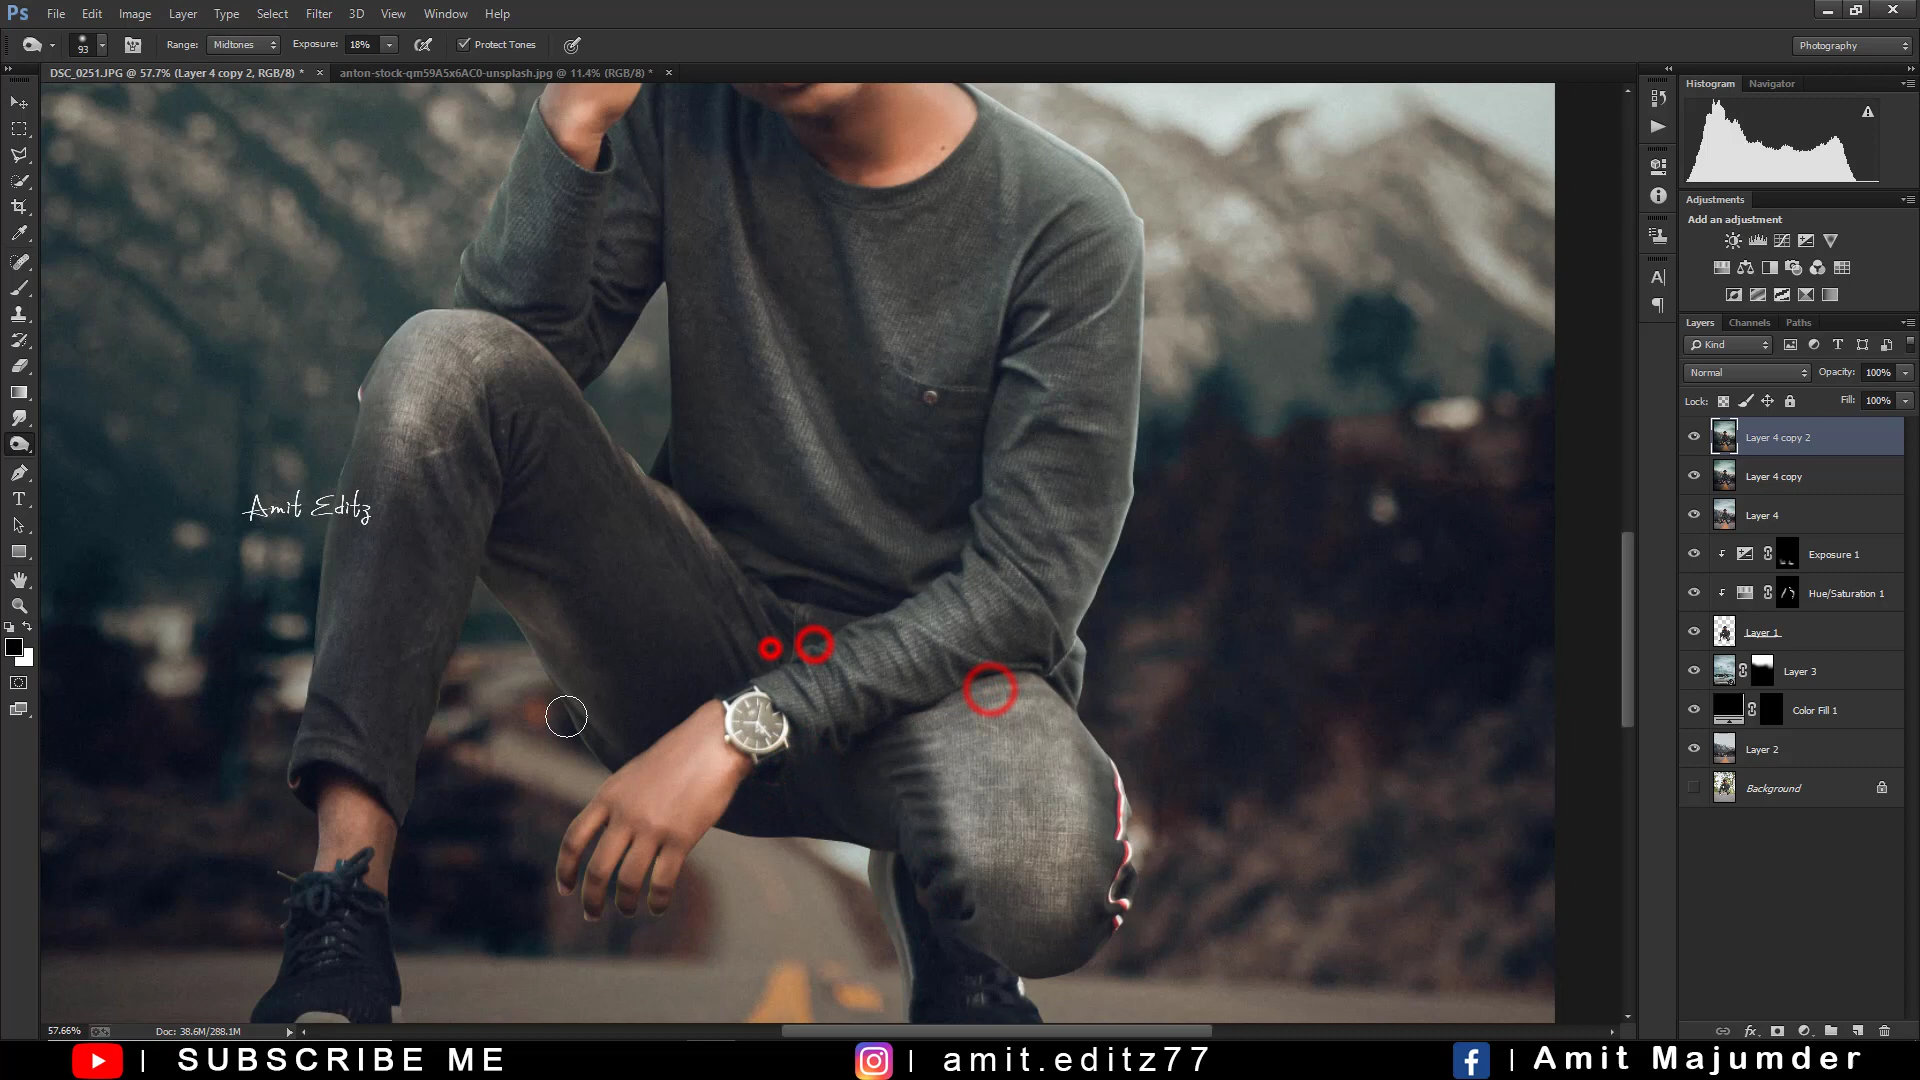 Ps File Edit Image Layer Type Select Filter 3D View Window Help
93 Range: Midtones Exposure: 18% Protect Tones Photography
DSC_0251.JPG @ 57.7% (Layer 4 copy 2, RGB/8) * × anton-stock-qm59A5x6AC0-unsplash.jpg @ 11.4% (RGB/8) * ×
Histogram Navigator
Adjustments
Add an adjustment
Layers Channels Paths
Kind
Normal Opacity: 100%
Lock: Fill: 100%
Layer 4 copy 2
Layer 4 copy
Layer 4
Exposure 1
Hue/Saturation 1
Layer 1
Layer 3
Color Fill 1
Layer 2
Background
Amit Editz
57.66% Doc: 38.6M/288.1M
| SUBSCRIBE ME | amit.editz77 | Amit Majumder